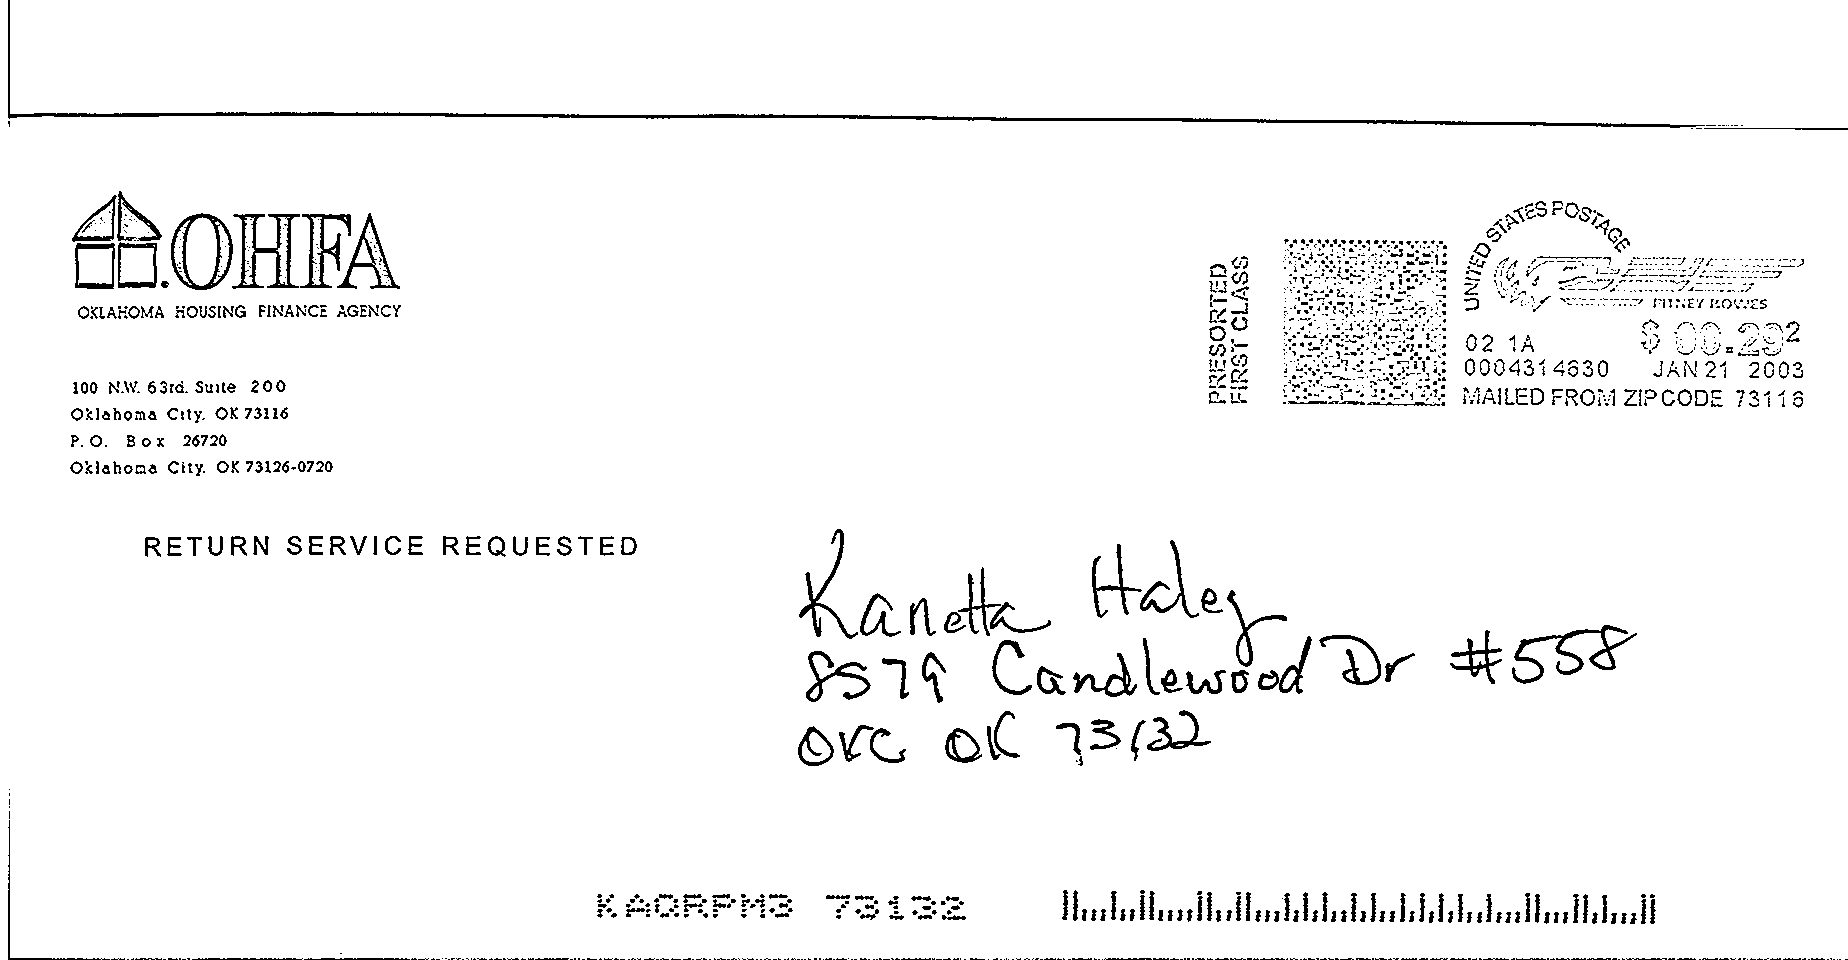 OHFA
OKLAHOMA HOUSING FINANCE AGENCY
100 N.W. 63rd. Suite 200
Oklahoma City. OK 73116
P.O. Box 26720
Oklahoma City. OK 73126-0720
RETURN SERVICE REQUESTED
PRESORTED
FIRST CLASS
UNITED STATES POSTAGE
PITNEY BOWES
02 1A
$ 00.29²
0004314630 JAN 21 2003
MAILED FROM ZIP CODE 73116
Kanetta Haley
8579 Candlewood Dr #558
OKC OK 73132
KAORPM3 73132